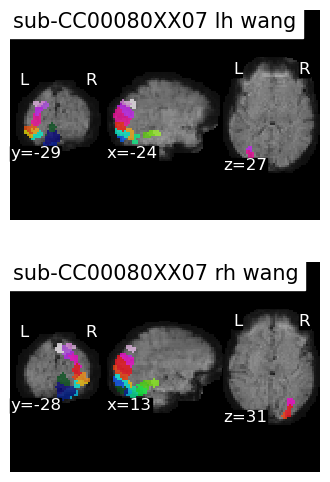 sub-CC00080XX07 lh wang
L R L R
y=-29 x=-24 z=27
sub-CC00080XX07 rh wang
L R L R
y=-28 x=13 z=31